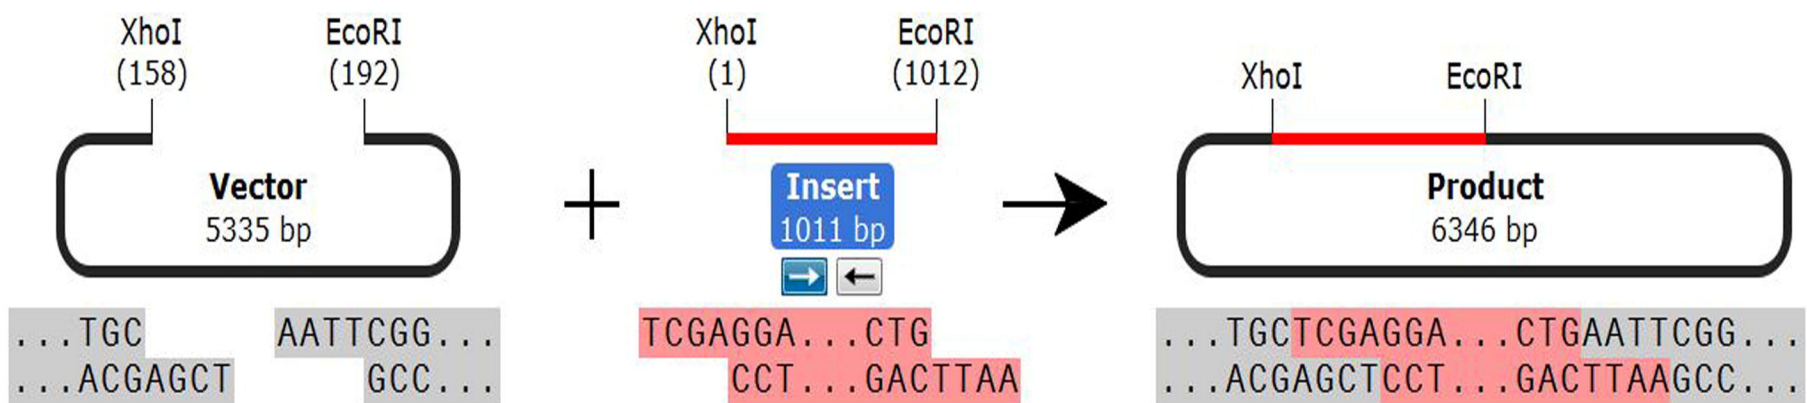 XhoI
(158)
EcoRI
(192)
Vector
5335 bp
...TGC
AATTCGG...
...ACGAGCT
GCC...
+
XhoI
(1)
EcoRI
(1012)
Insert
1011 bp
TCGAGGA...CTG
CCT...GACTTAA
XhoI
EcoRI
Product
6346 bp
...TGCTCGAGGA...CTGAATTCGG...
...ACGAGCTCCT...GACTTAAGCC...